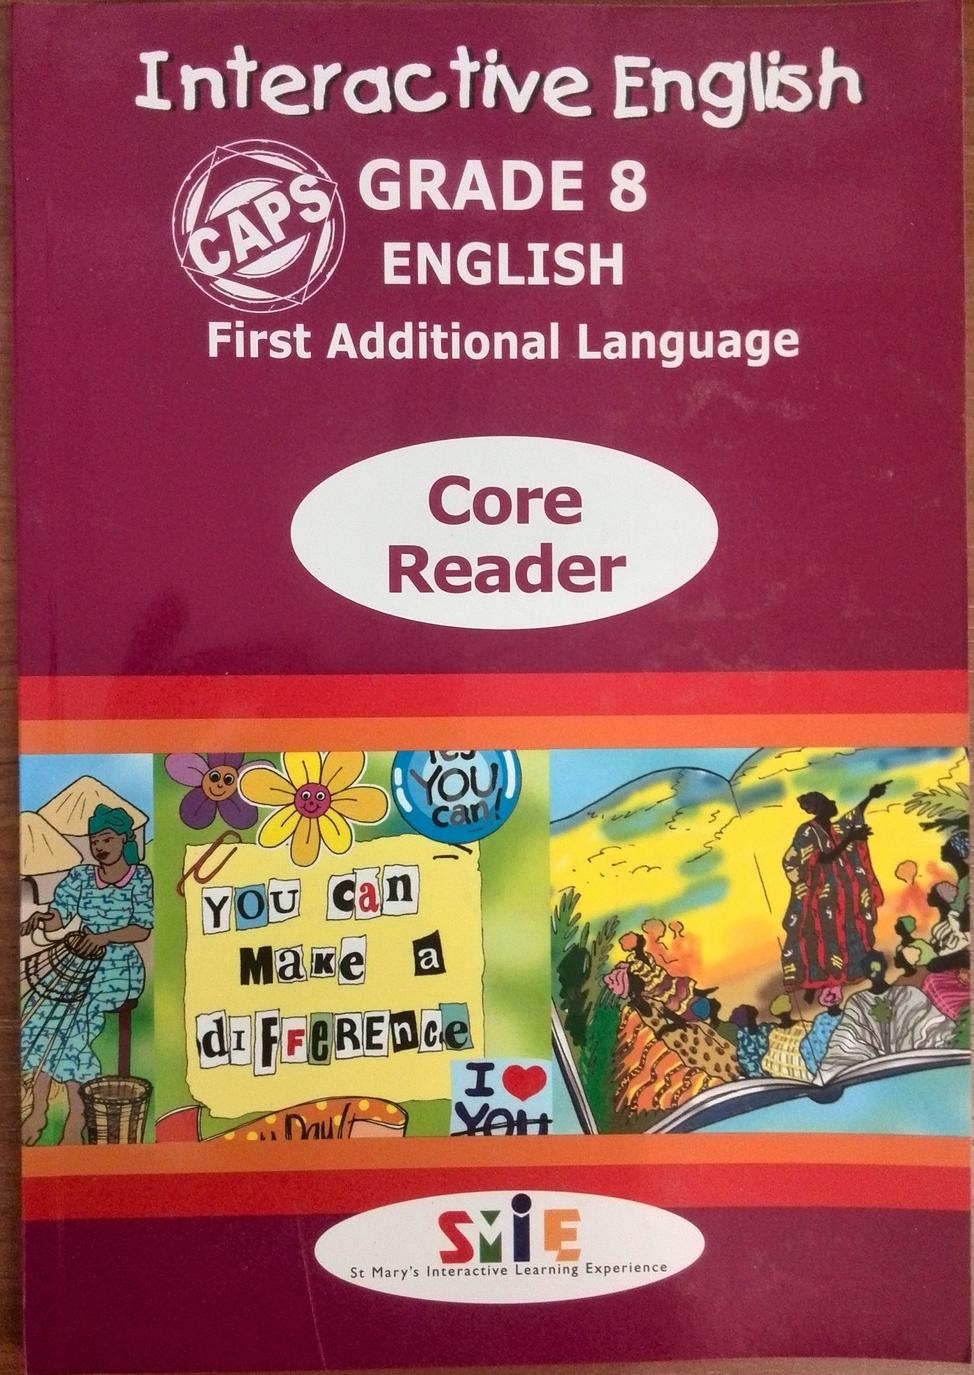 Interactive English
CAPS
GRADE 8
ENGLISH
First Additional Language
Core
Reader
Yes
YOU
can!
YOU can
Make a
diFFERENce
I ♥
YOU
SMILE
St Mary's Interactive Learning Experience